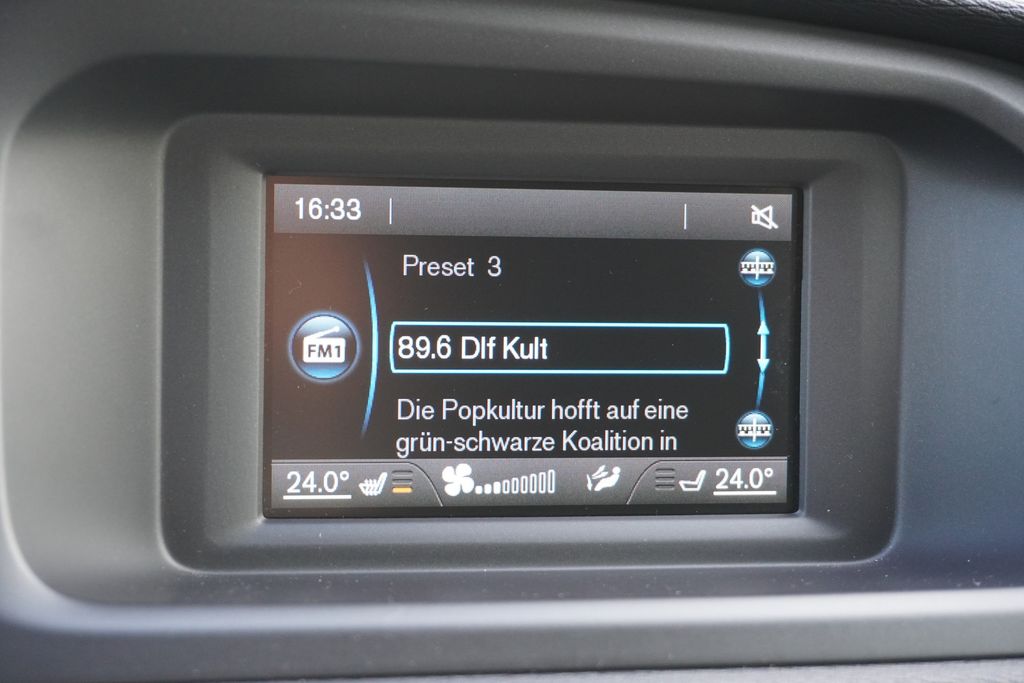 16:33
Preset 3
FM1
89.6 Dlf Kult
Die Popkultur hofft auf eine
grün-schwarze Koalition in
24.0° 24.0°